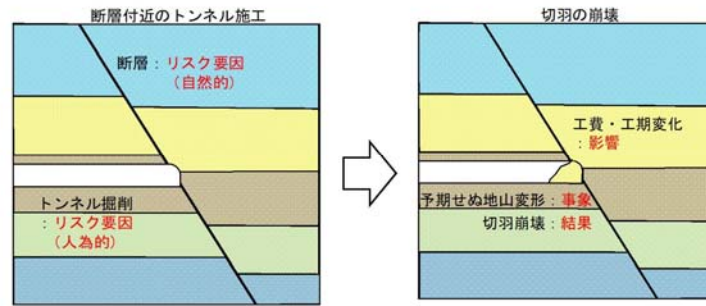 断層付近のトンネル施工
断層：リスク要因
（自然的）
トンネル掘削
：リスク要因
（人為的）
切羽の崩壊
工費・工期変化
：影響
予期せぬ地山変形：事象
切羽崩壊：結果